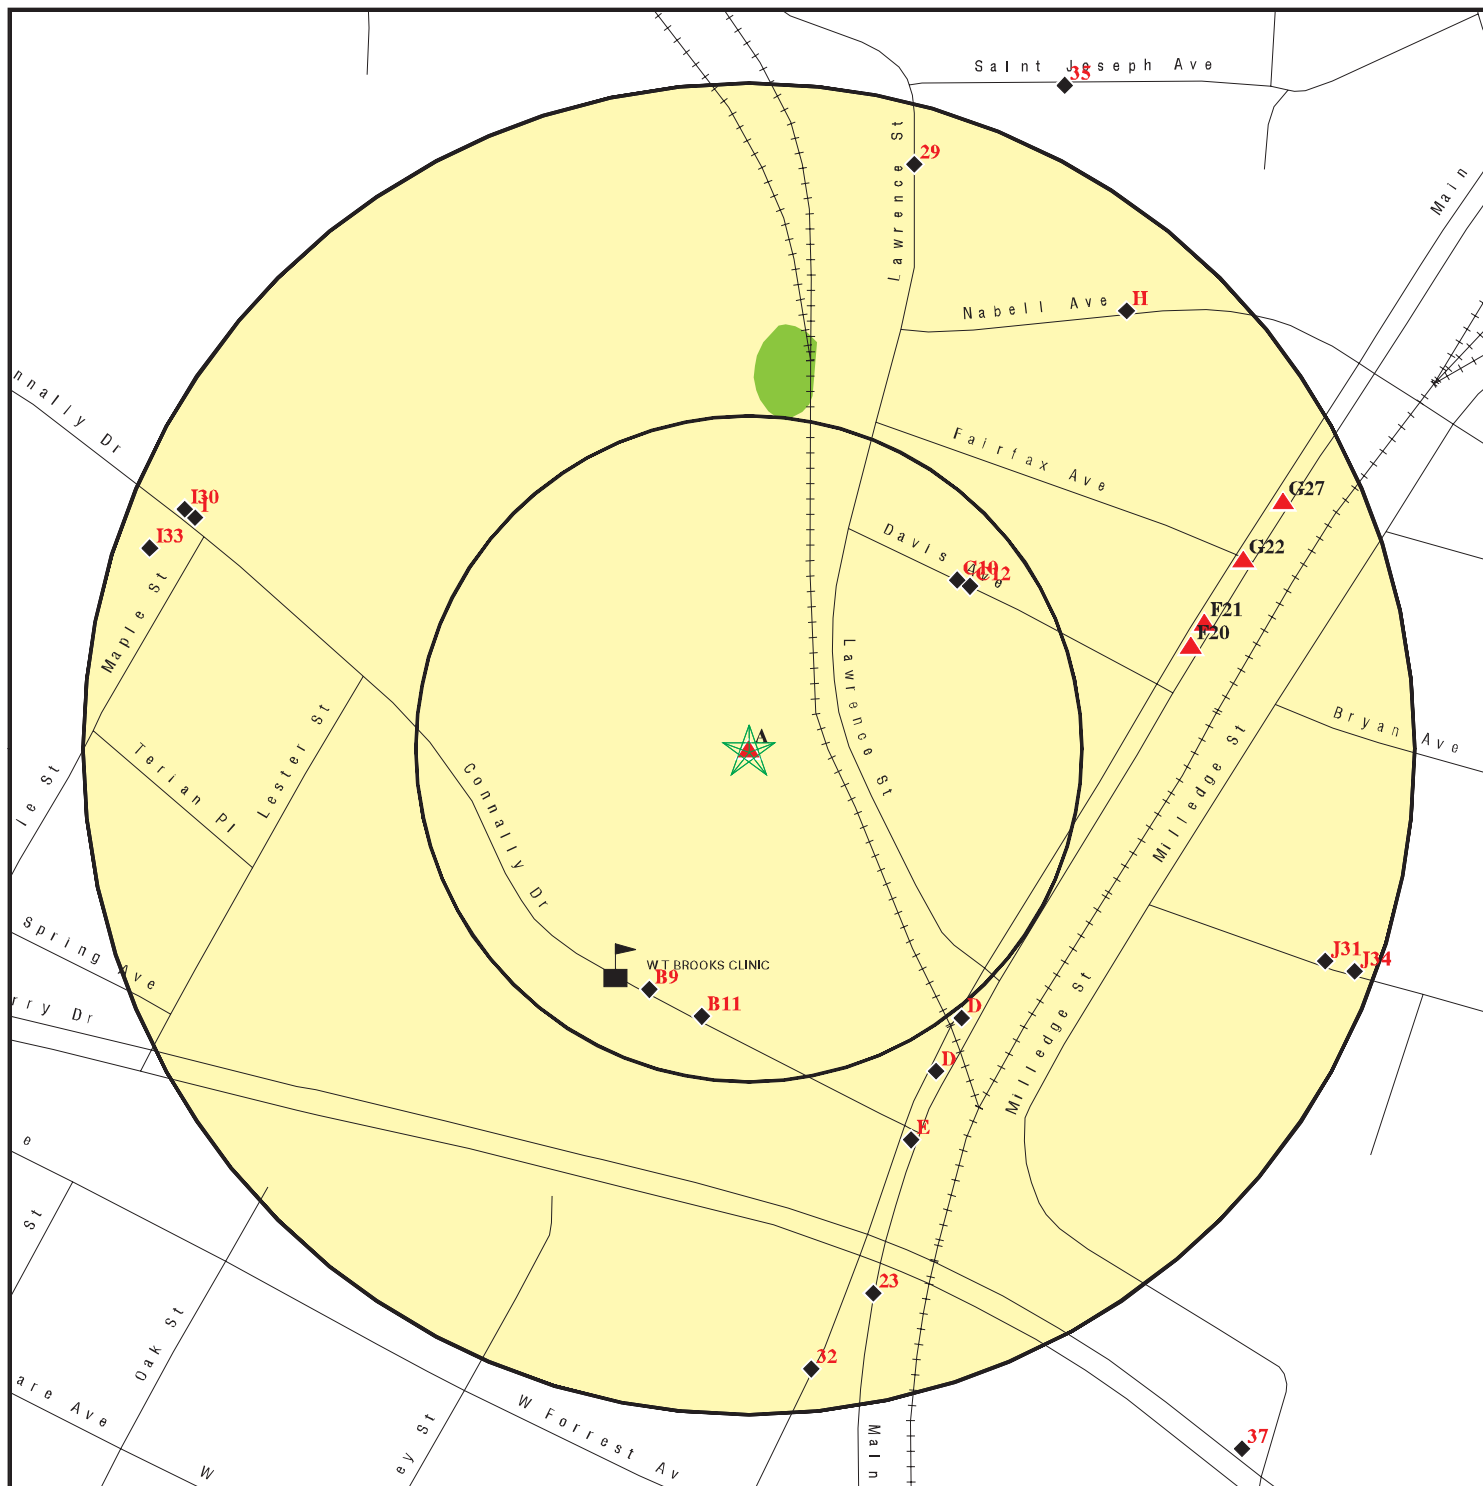 Saint Joseph Ave
35
Lawrence St
29
Main
Nabell Ave
H
nnally Dr
Fairfax Ave
G27
I30
I
I33
G22
Davis Ave
C10
C12
F21
F20
Maple St
Lawrence St
Lester St
Bryan Ave
A
Terian Pl
le St
Milledge St
Connally Dr
Spring Ave
W T BROOKS CLINIC
B9
J31
J34
rry Dr
B11
D
D
Milledge St
E
e
St
23
Oak St
32
are Ave
W Forrest Av
ey St
Main
37
W